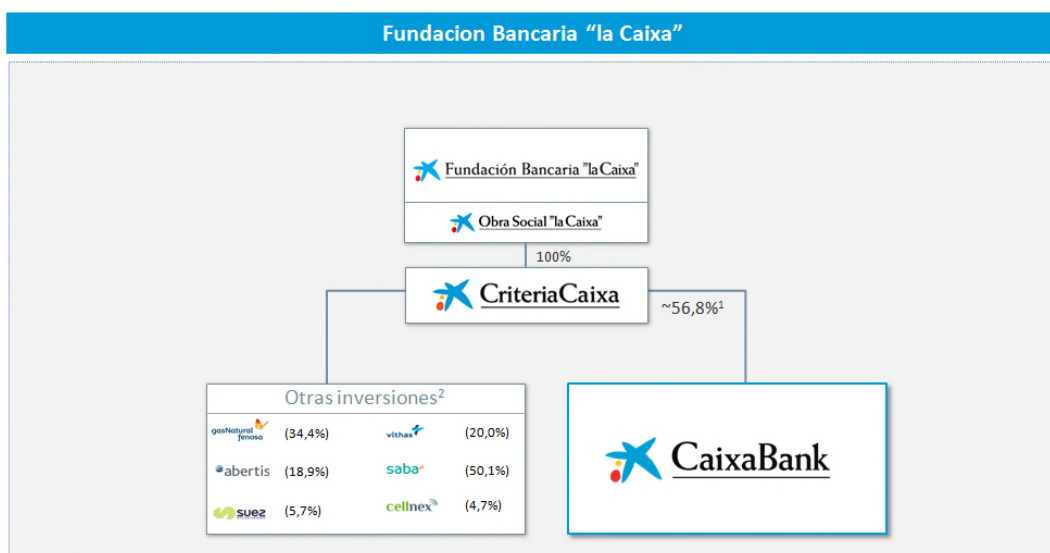 Fundacion Bancaria “la Caixa”
Fundación Bancaria "la Caixa"
Obra Social "la Caixa"
100%
CriteriaCaixa
~56,8%¹
Otras inversiones²
gasNatural
fenosa
(34,4%)
vithas
(20,0%)
abertis
(18,9%)
saba
(50,1%)
suez
(5,7%)
cellnex
(4,7%)
CaixaBank